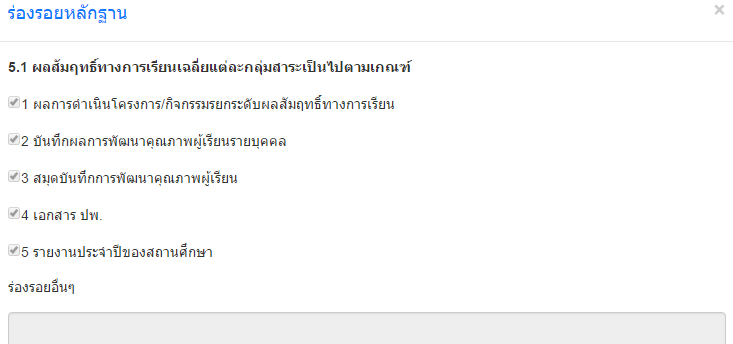 ร่องรอยหลักฐาน
5.1 ผลสัมฤทธิ์ทางการเรียนเฉลี่ยแต่ละกลุ่มสาระเป็นไปตามเกณฑ์
1 ผลการดำเนินโครงการ/กิจกรรมรยกระดับผลสัมฤทธิ์ทางการเรียน
2 บันทึกผลการพัฒนาคุณภาพผู้เรียนรายบุคคล
3 สมุดบันทึกการพัฒนาคุณภาพผู้เรียน
4 เอกสาร ปพ.
5 รายงานประจำปีของสถานศึกษา
ร่องรอยอื่นๆ